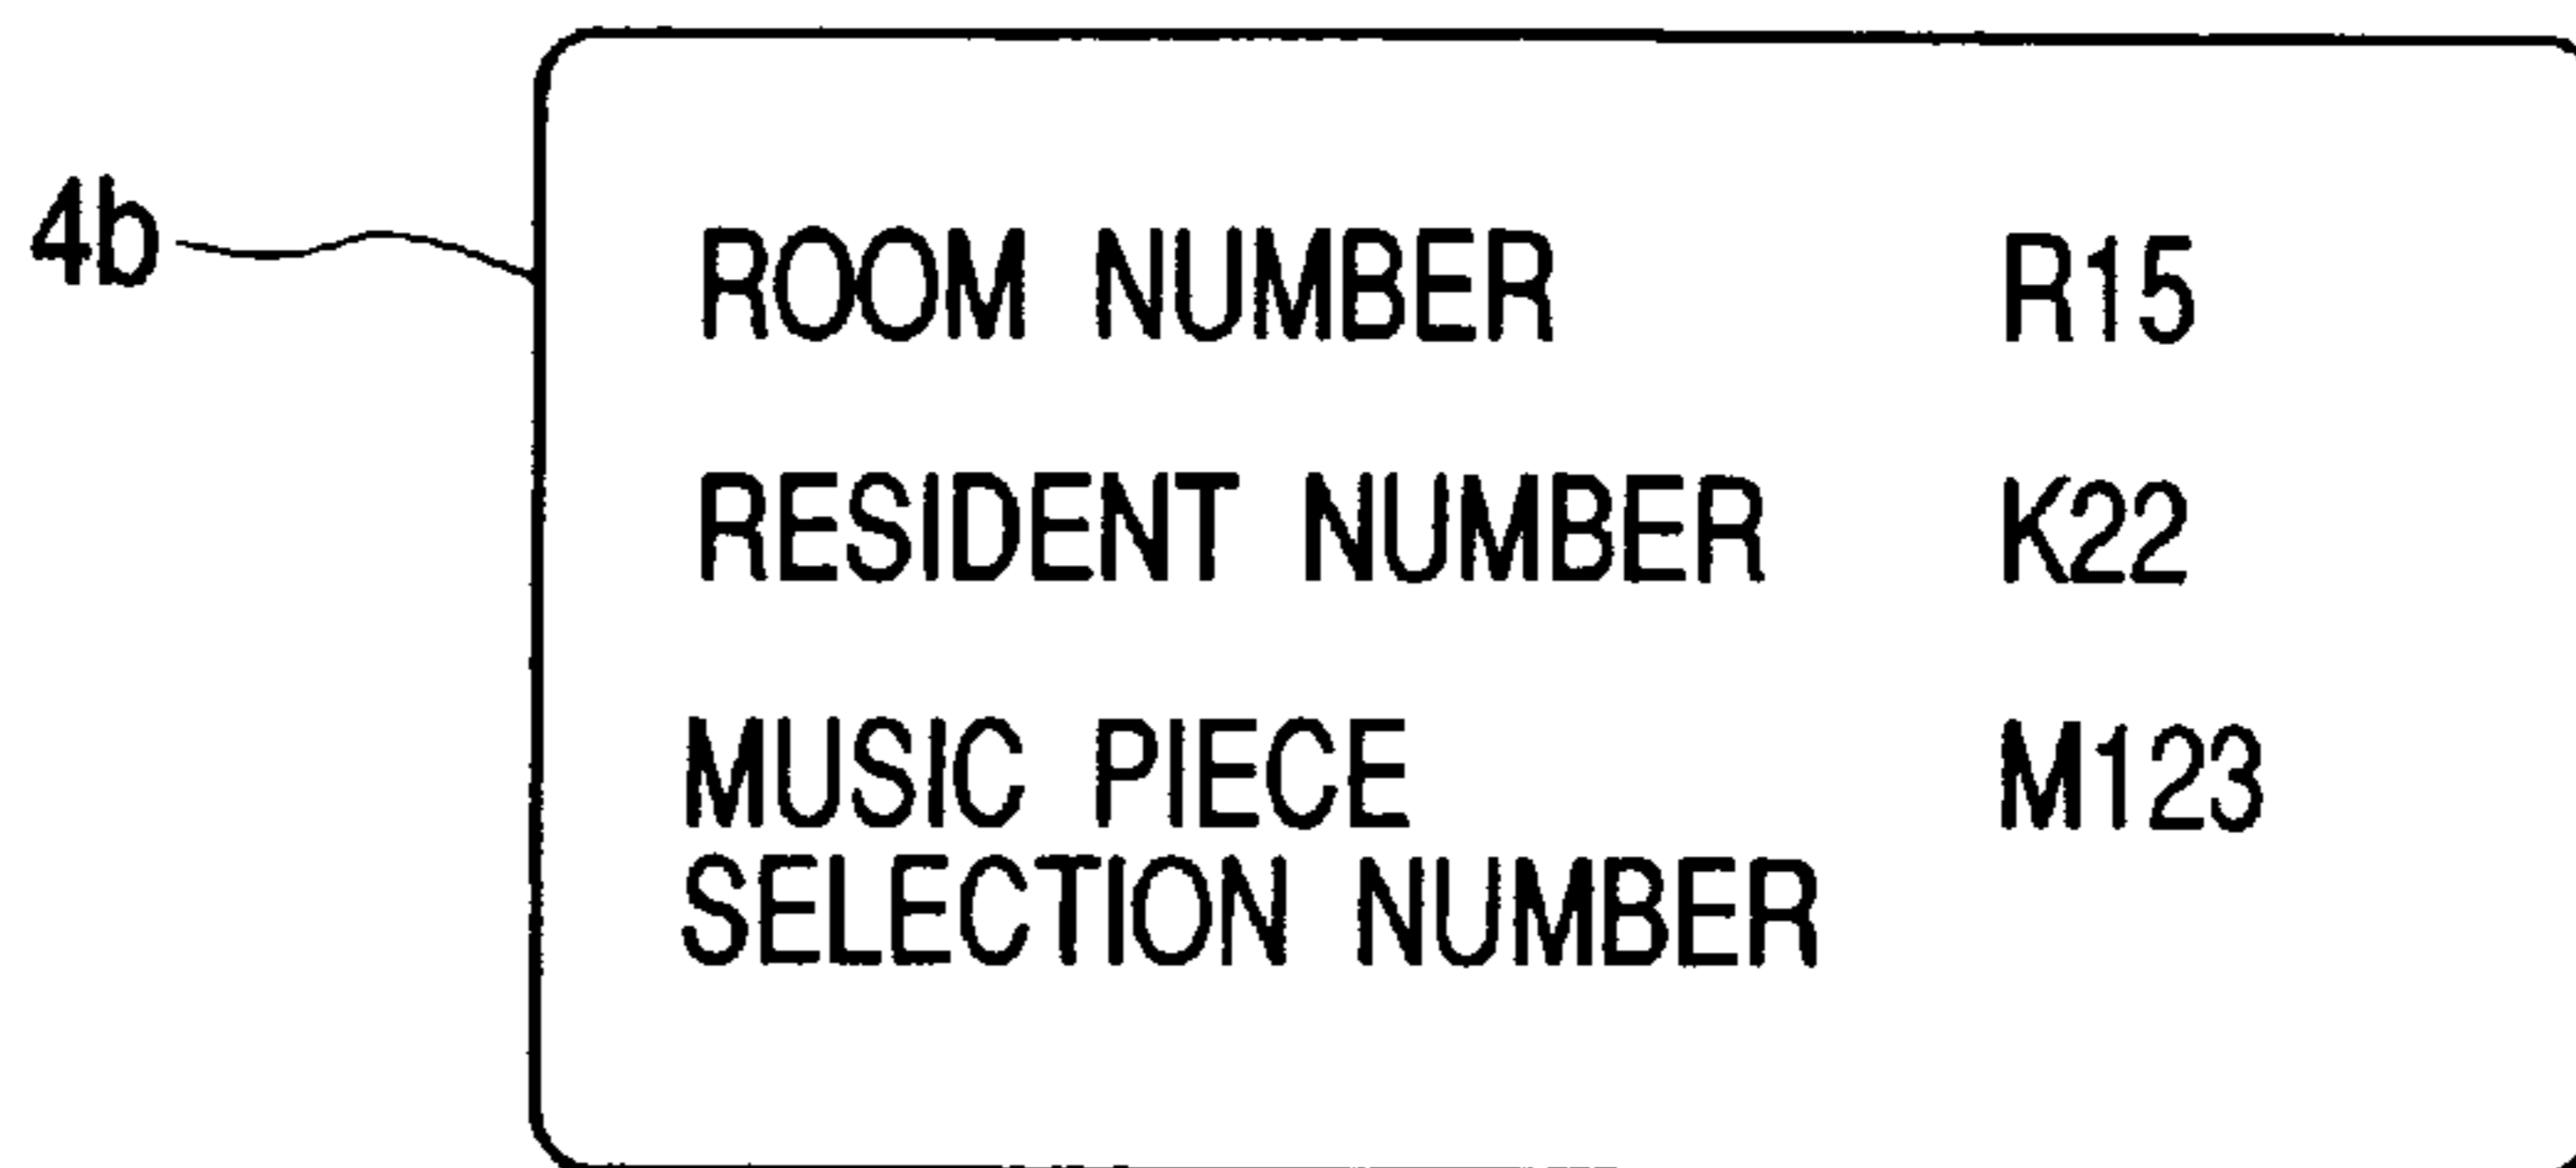 4b
ROOM NUMBER R15
RESIDENT NUMBER K22
MUSIC PIECE M123
SELECTION NUMBER